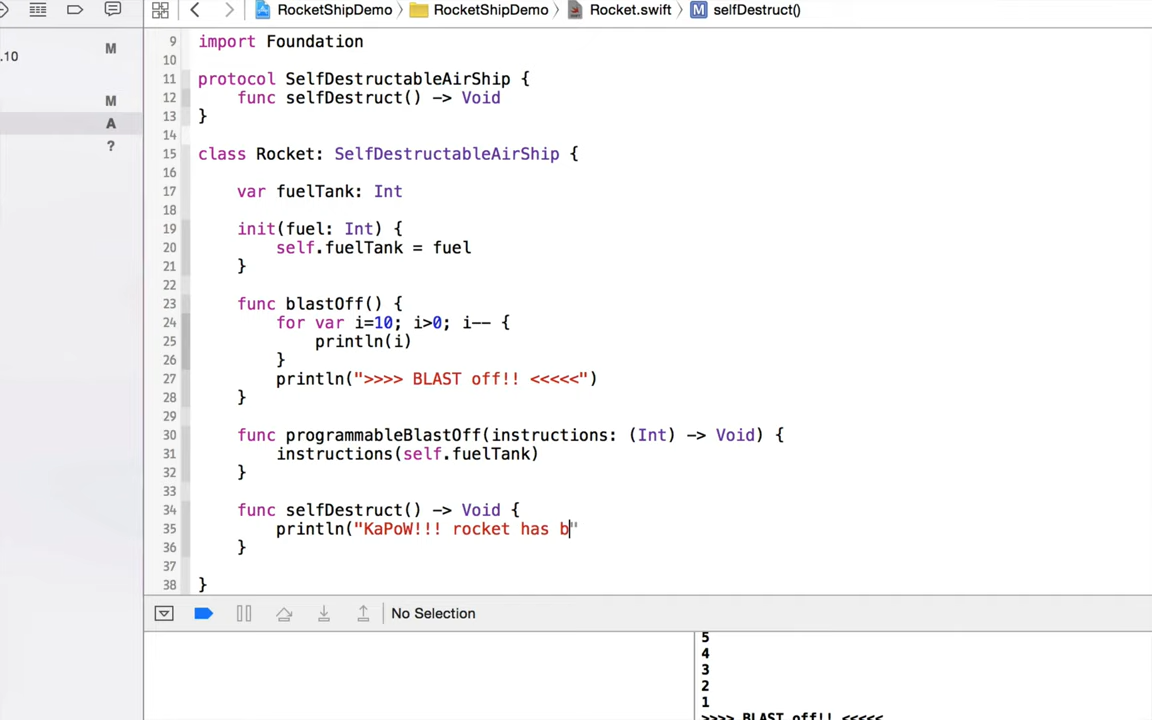 RocketShipDemo RocketShipDemo Rocket.swift M selfDestruct()
.10 M
M
A
?
9 import Foundation
10
11 protocol SelfDestructableAirShip {
12 func selfDestruct() -> Void
13 }
14
15 class Rocket: SelfDestructableAirShip {
16
17 var fuelTank: Int
18
19 init(fuel: Int) {
20 self.fuelTank = fuel
21 }
22
23 func blastOff() {
24 for var i=10; i>0; i-- {
25 println(i)
26 }
27 println(">>>> BLAST off!! <<<<<")
28 }
29
30 func programmableBlastOff(instructions: (Int) -> Void) {
31 instructions(self.fuelTank)
32 }
33
34 func selfDestruct() -> Void {
35 println("KaPoW!!! rocket has b"
36 }
37
38 }
No Selection
5
4
3
2
1
>>>> BLAST off!! <<<<<